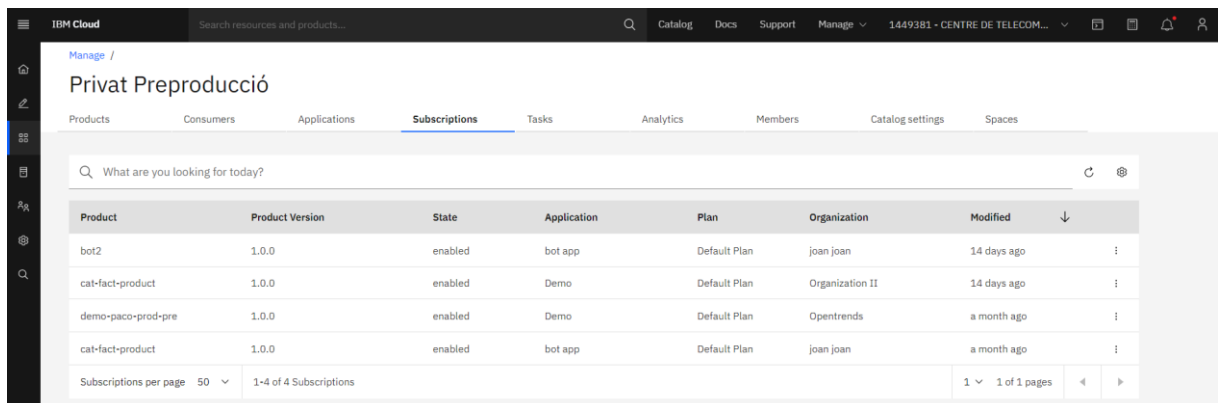 IBM Cloud Search resources and products... Catalog Docs Support Manage 1449381 - CENTRE DE TELECOM...
Manage /
Privat Preproducció
Products Consumers Applications Subscriptions Tasks Analytics Members Catalog settings Spaces
What are you looking for today?
Product Product Version State Application Plan Organization Modified
bot2 1.0.0 enabled bot app Default Plan joan joan 14 days ago
cat-fact-product 1.0.0 enabled Demo Default Plan Organization II 14 days ago
demo-paco-prod-pre 1.0.0 enabled Demo Default Plan Opentrends a month ago
cat-fact-product 1.0.0 enabled bot app Default Plan joan joan a month ago
Subscriptions per page 50 1-4 of 4 Subscriptions 1 1 of 1 pages